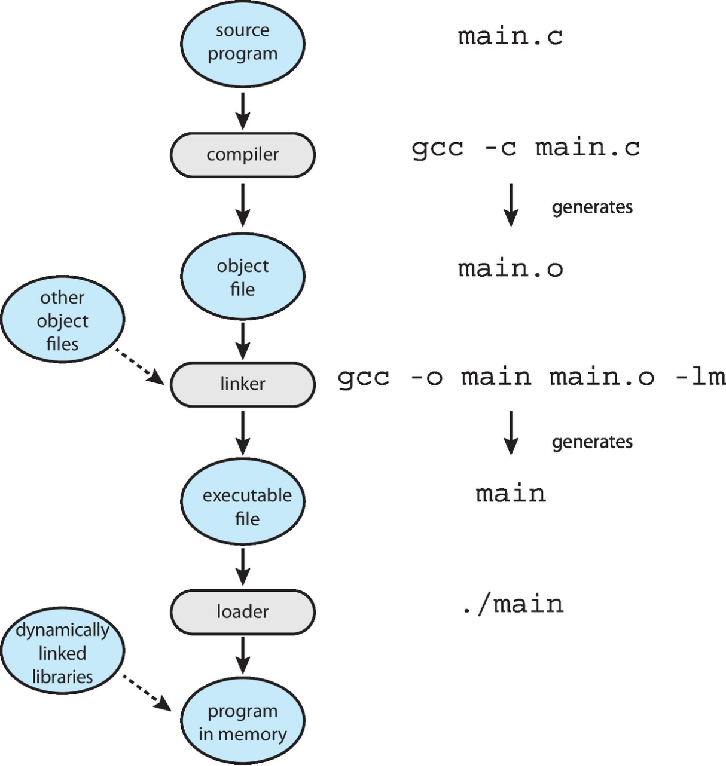 source
program
main.c
compiler
gcc -c main.c
generates
object
file
main.o
other
object
files
linker
gcc -o main main.o -lm
generates
executable
file
main
loader
./main
dynamically
linked
libraries
program
in memory